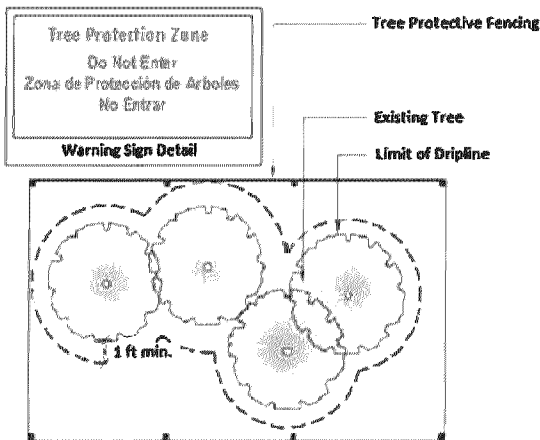 Tree Protection Zone
Do Not Enter
Zona de Protección de Arboles
No Entrar
Warning Sign Detail
Tree Protective Fencing
Existing Tree
Limit of Dripline
1 ft min.